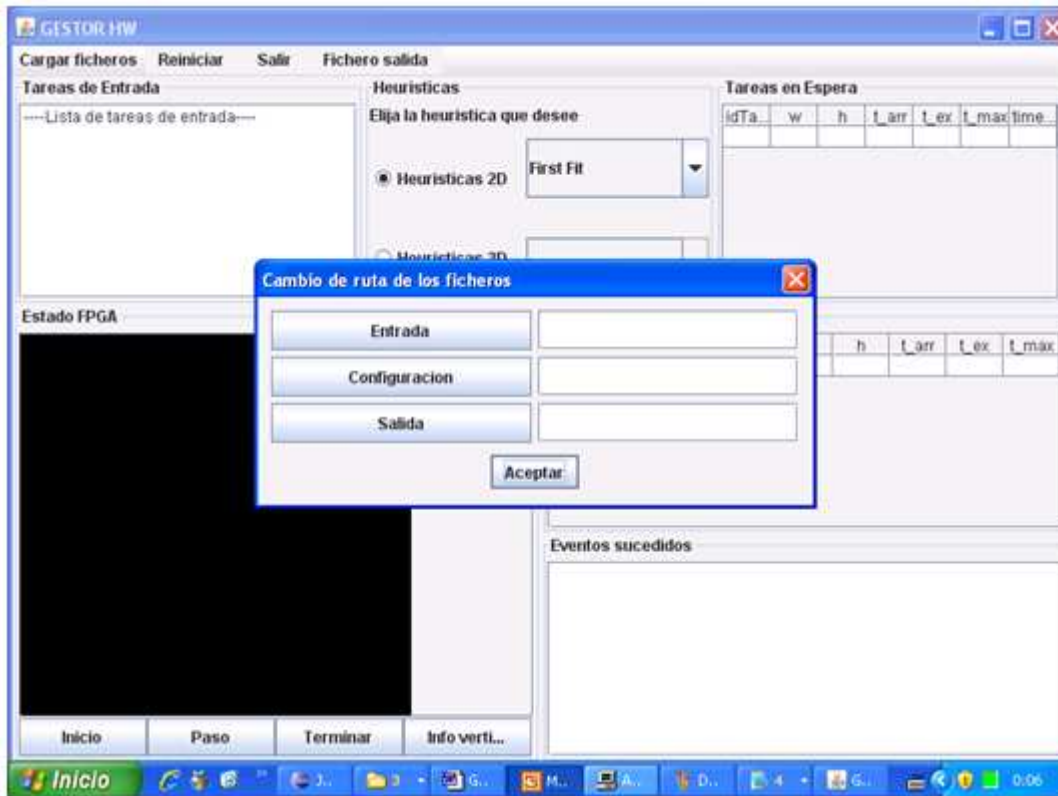 GESTOR HW
Cargar ficheros Reiniciar Salir Fichero salida
Tareas de Entrada
----Lista de tareas de entrada----
Heuristicas
Elija la heuristica que desee
Heuristicas 2D
First Fit
Tareas en Espera
idTa... w h t_arr t_ex t_max time...
Cambio de ruta de los ficheros
Entrada
Configuracion
Salida
Aceptar
Estado FPGA
h t_arr t_ex t_max
Eventos sucedidos
Inicio Paso Terminar Info verti...
Inicio
J...
3
G...
M...
A...
D...
4
G...
0:06